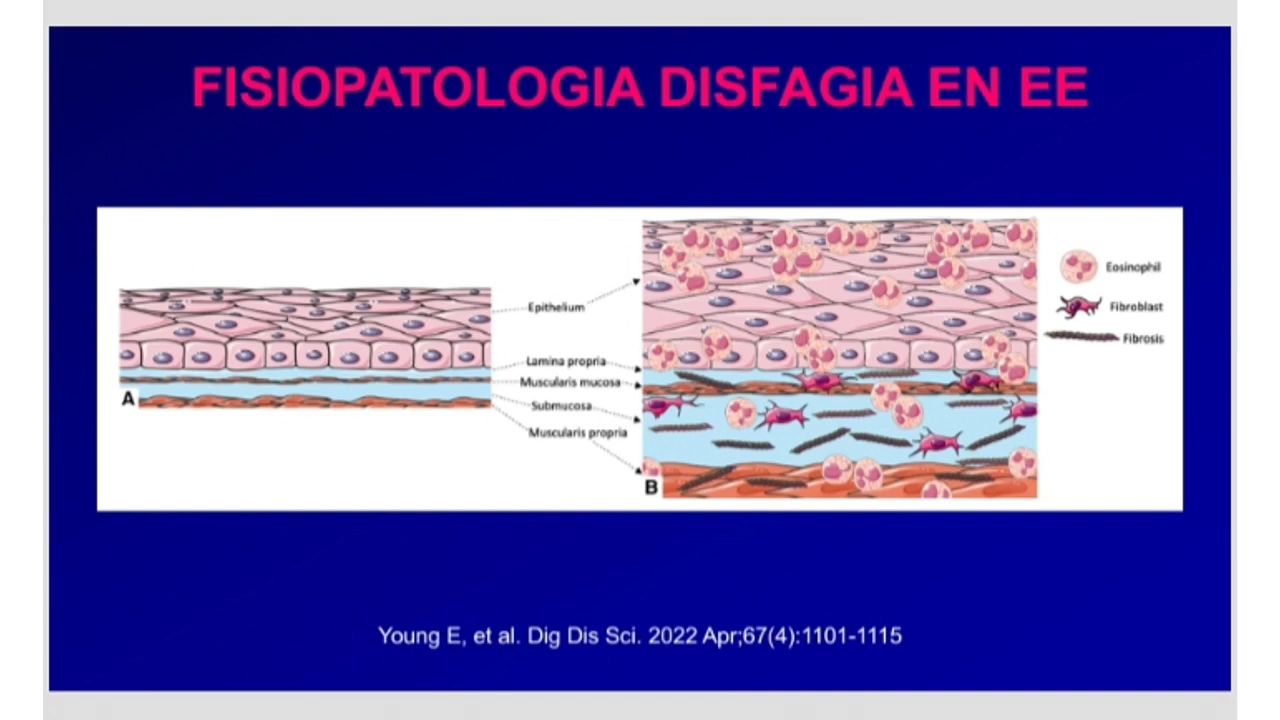 FISIOPATOLOGIA DISFAGIA EN EE
Epithelium
Lamina propria
Muscularis mucosa
Submucosa
Muscularis propria
A
B
Eosinophil
Fibroblast
Fibrosis
Young E, et al. Dig Dis Sci. 2022 Apr;67(4):1101-1115